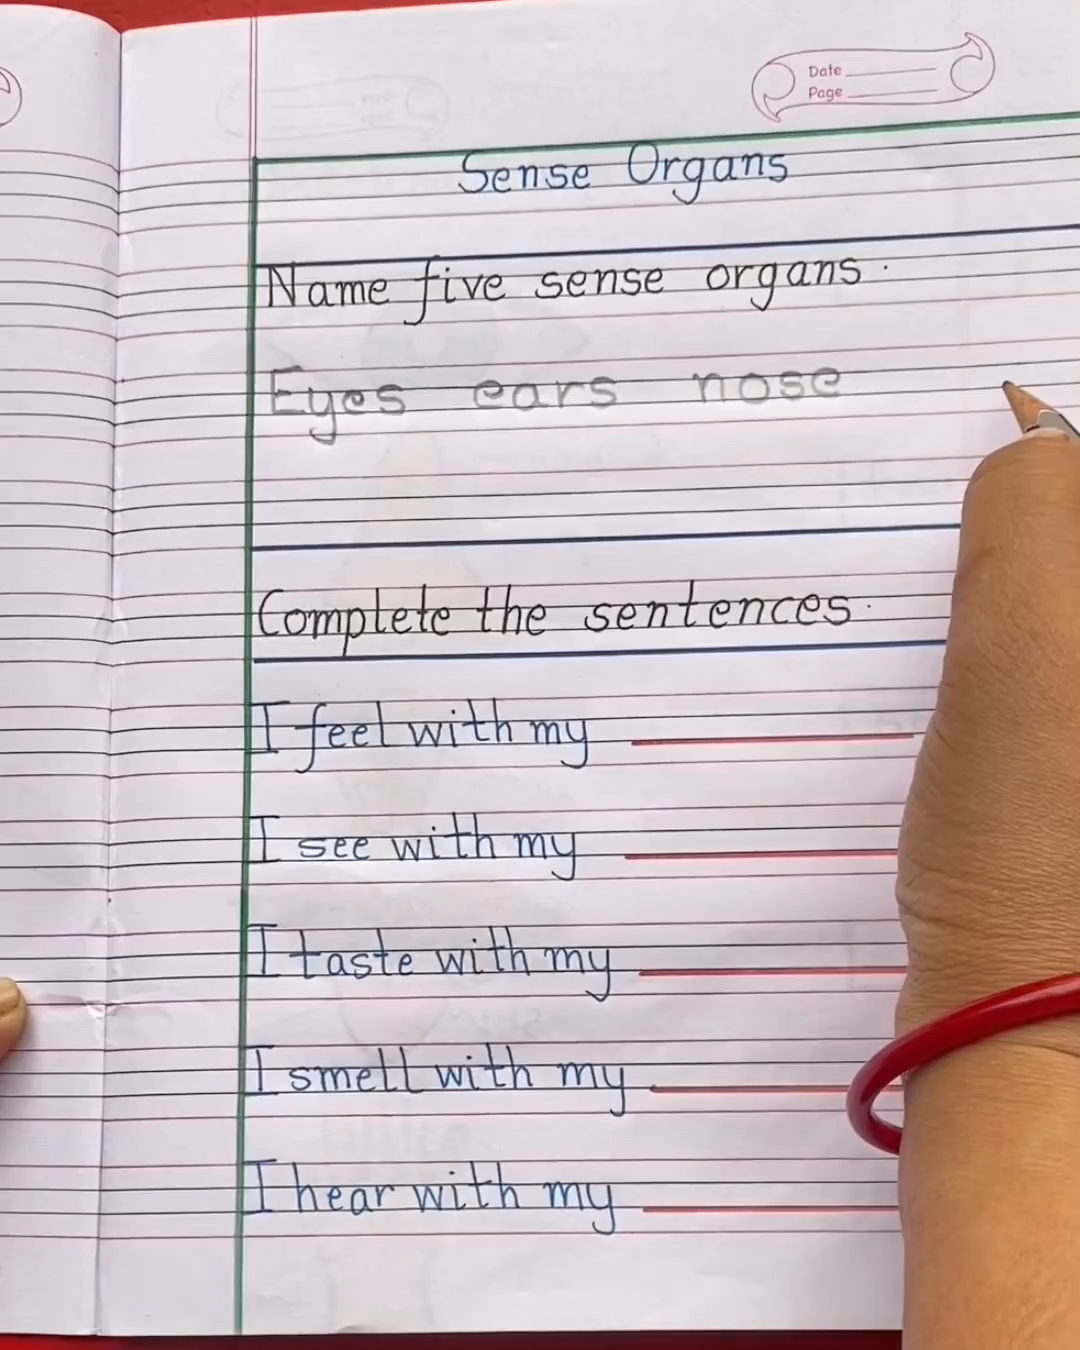 Date
Page
Sense Organs
Name five sense organs.
Eyes ears nose
Complete the sentences.
I feel with my
I see with my
I taste with my
I smell with my
I hear with my